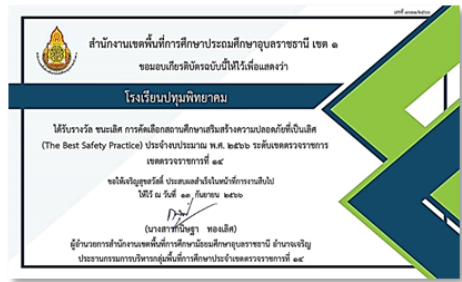 สำนักงานเขตพื้นที่การศึกษาประถมศึกษาอุบลราชธานี เขต ๑
ขอมอบเกียรติบัตรฉบับนี้ให้ไว้เพื่อแสดงว่า
โรงเรียนปทุมพิทยาคม
ได้รับรางวัล ชนะเลิศ การคัดเลือกสถานศึกษาเสริมสร้างความปลอดภัยที่เป็นเลิศ
(The Best Safety Practice) ประจำงบประมาณ พ.ศ. ๒๕๖๖ ระดับเขตตรวจราชการ
เขตตรวจราชการที่ ๑๔
ขอให้เจริญสุขสวัสดิ์ ประสบผลสำเร็จในหน้าที่การงานสืบไป
ให้ไว้ ณ วันที่ ๑๓ กันยายน ๒๕๖๖
(นางสาวกนิษฐา ทองเลิศ)
ผู้อำนวยการสำนักงานเขตพื้นที่การศึกษามัธยมศึกษาอุบลราชธานี อำนาจเจริญ
ประธานกรรมการบริหารกลุ่มพื้นที่การศึกษาประจำเขตตรวจราชการที่ ๑๔